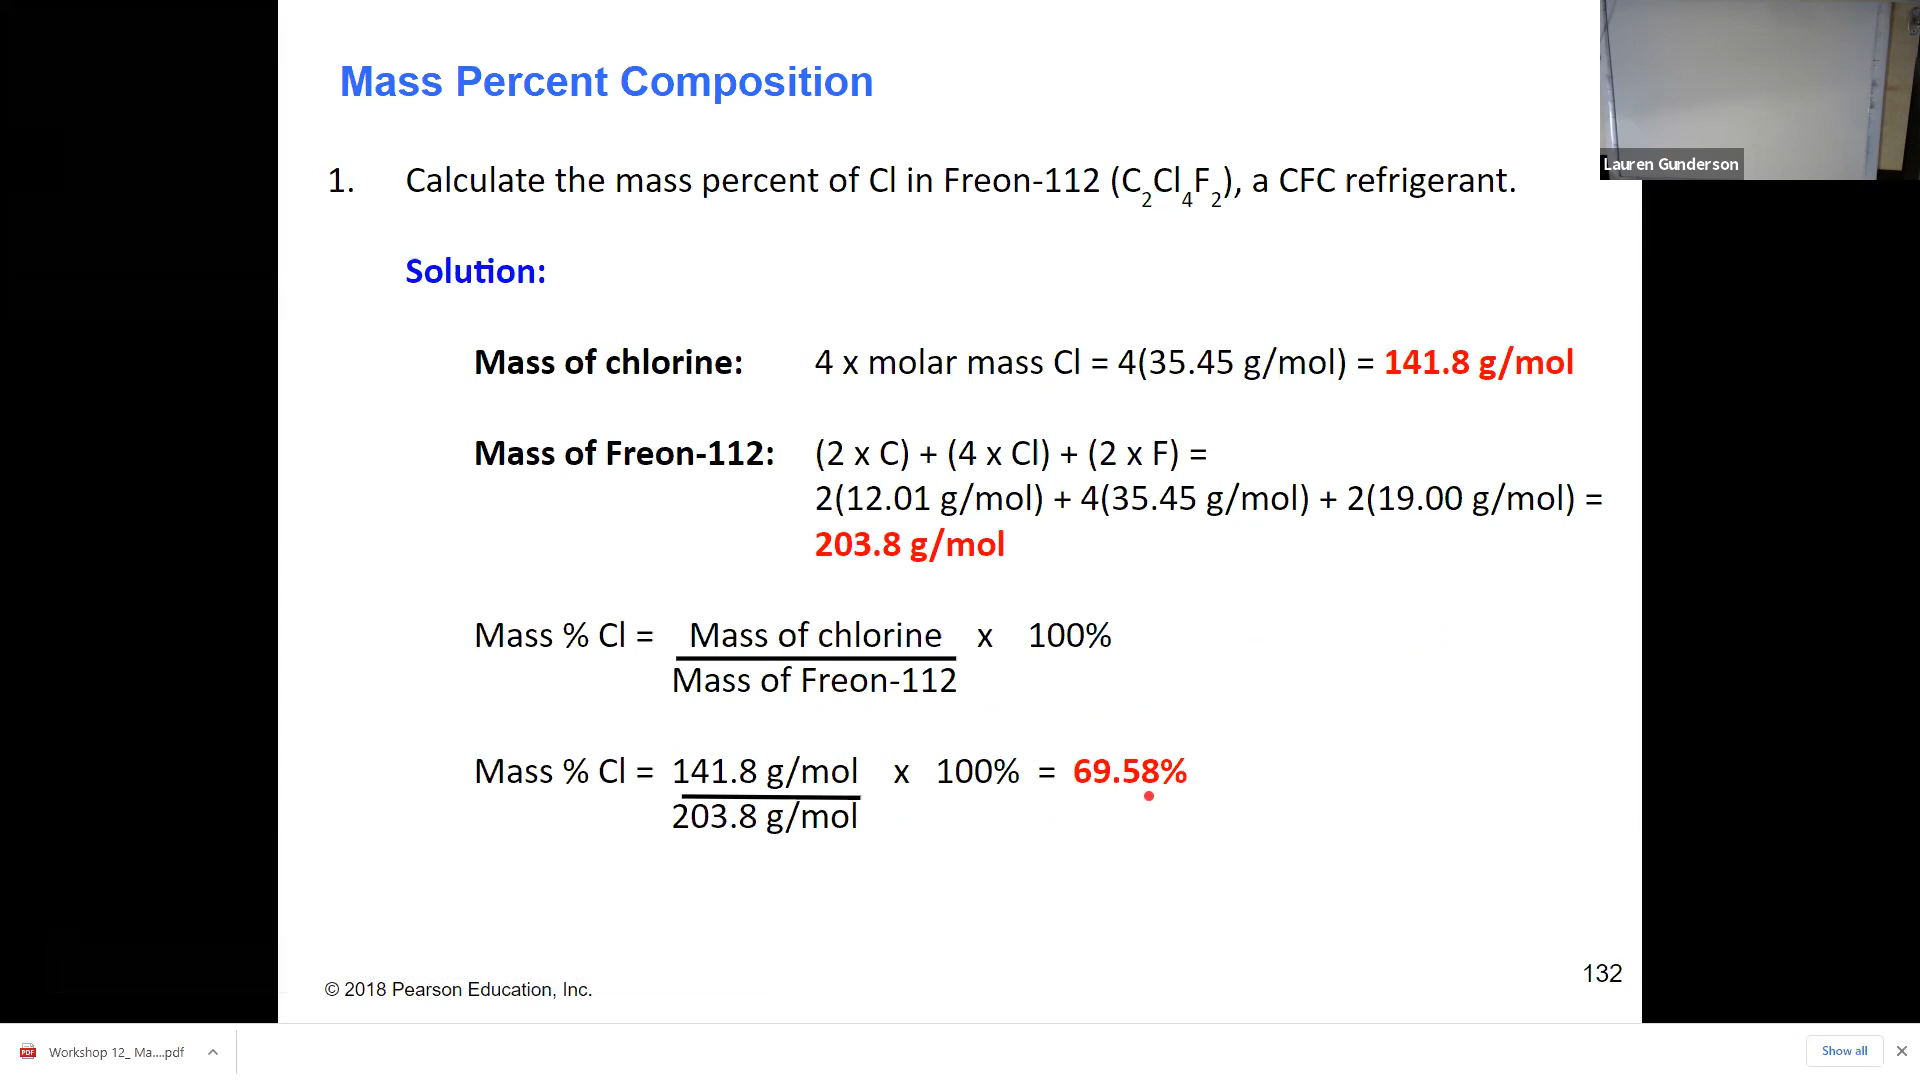 Mass Percent Composition
Lauren Gunderson
1. Calculate the mass percent of Cl in Freon-112 (C₂Cl₄F₂), a CFC refrigerant.
Solution:
Mass of chlorine: 4 x molar mass Cl = 4(35.45 g/mol) = 141.8 g/mol
Mass of Freon-112: (2 x C) + (4 x Cl) + (2 x F) =
2(12.01 g/mol) + 4(35.45 g/mol) + 2(19.00 g/mol) =
203.8 g/mol
Mass % Cl = Mass of chlorine x 100%
Mass of Freon-112
Mass % Cl = 141.8 g/mol x 100% = 69.58%
203.8 g/mol
132
© 2018 Pearson Education, Inc.
PDF Workshop 12_ Ma....pdf
Show all